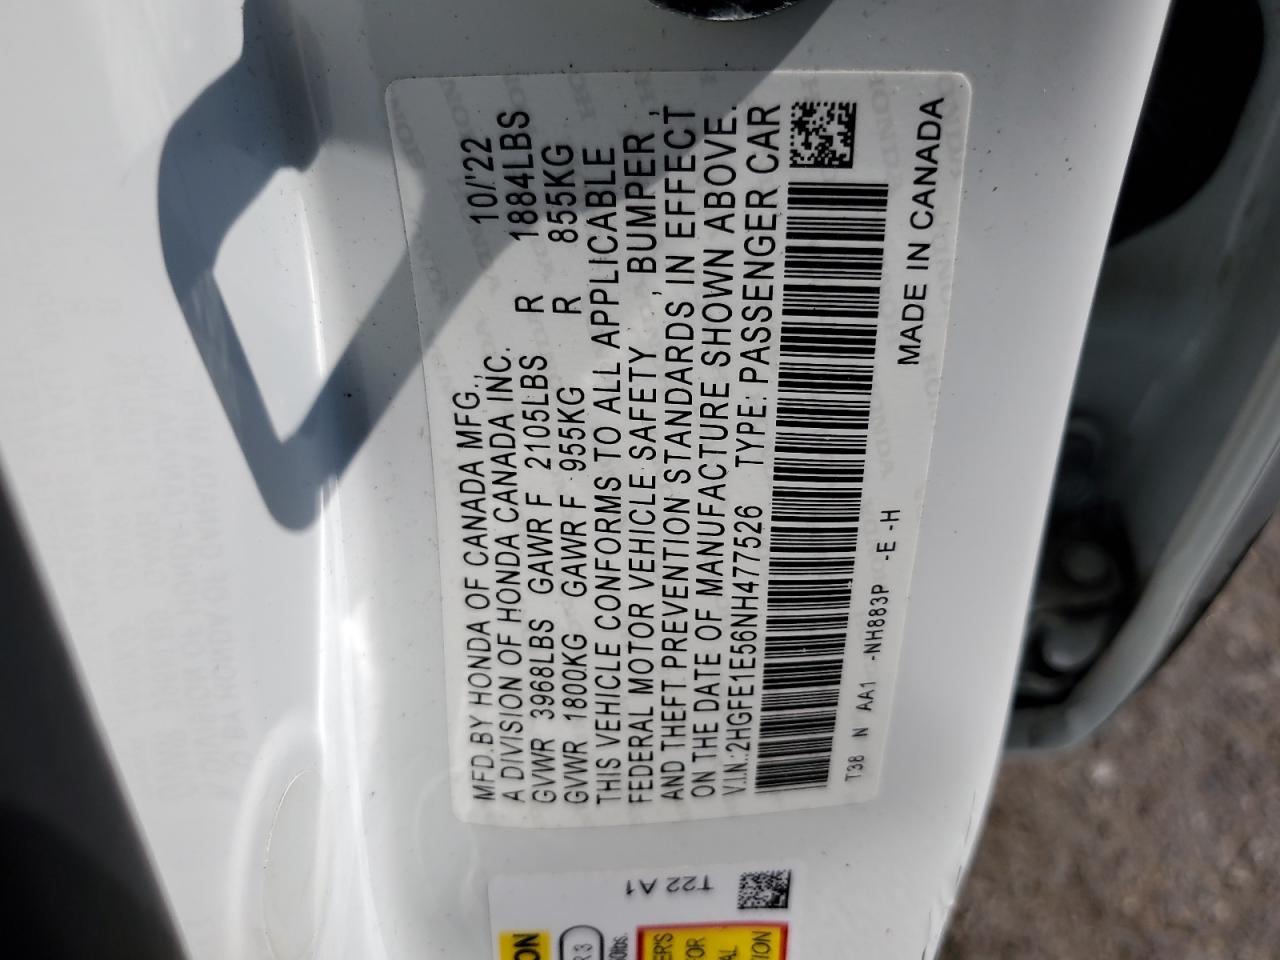 MFD.BY HONDA OF CANADA MFG., 10/'22
A DIVISION OF HONDA CANADA INC.
GVWR 3968LBS GAWR F 2105LBS R 1884LBS
GVWR 1800KG GAWR F 955KG R 855KG
THIS VEHICLE CONFORMS TO ALL APPLICABLE
FEDERAL MOTOR VEHICLE SAFETY , BUMPER ,
AND THEFT PREVENTION STANDARDS IN EFFECT
ON THE DATE OF MANUFACTURE SHOWN ABOVE.
V.I.N.:2HGFE1E56NH477526 TYPE: PASSENGER CAR
T38 N AA1 -NH883P -E -H
MADE IN CANADA
T22 A1